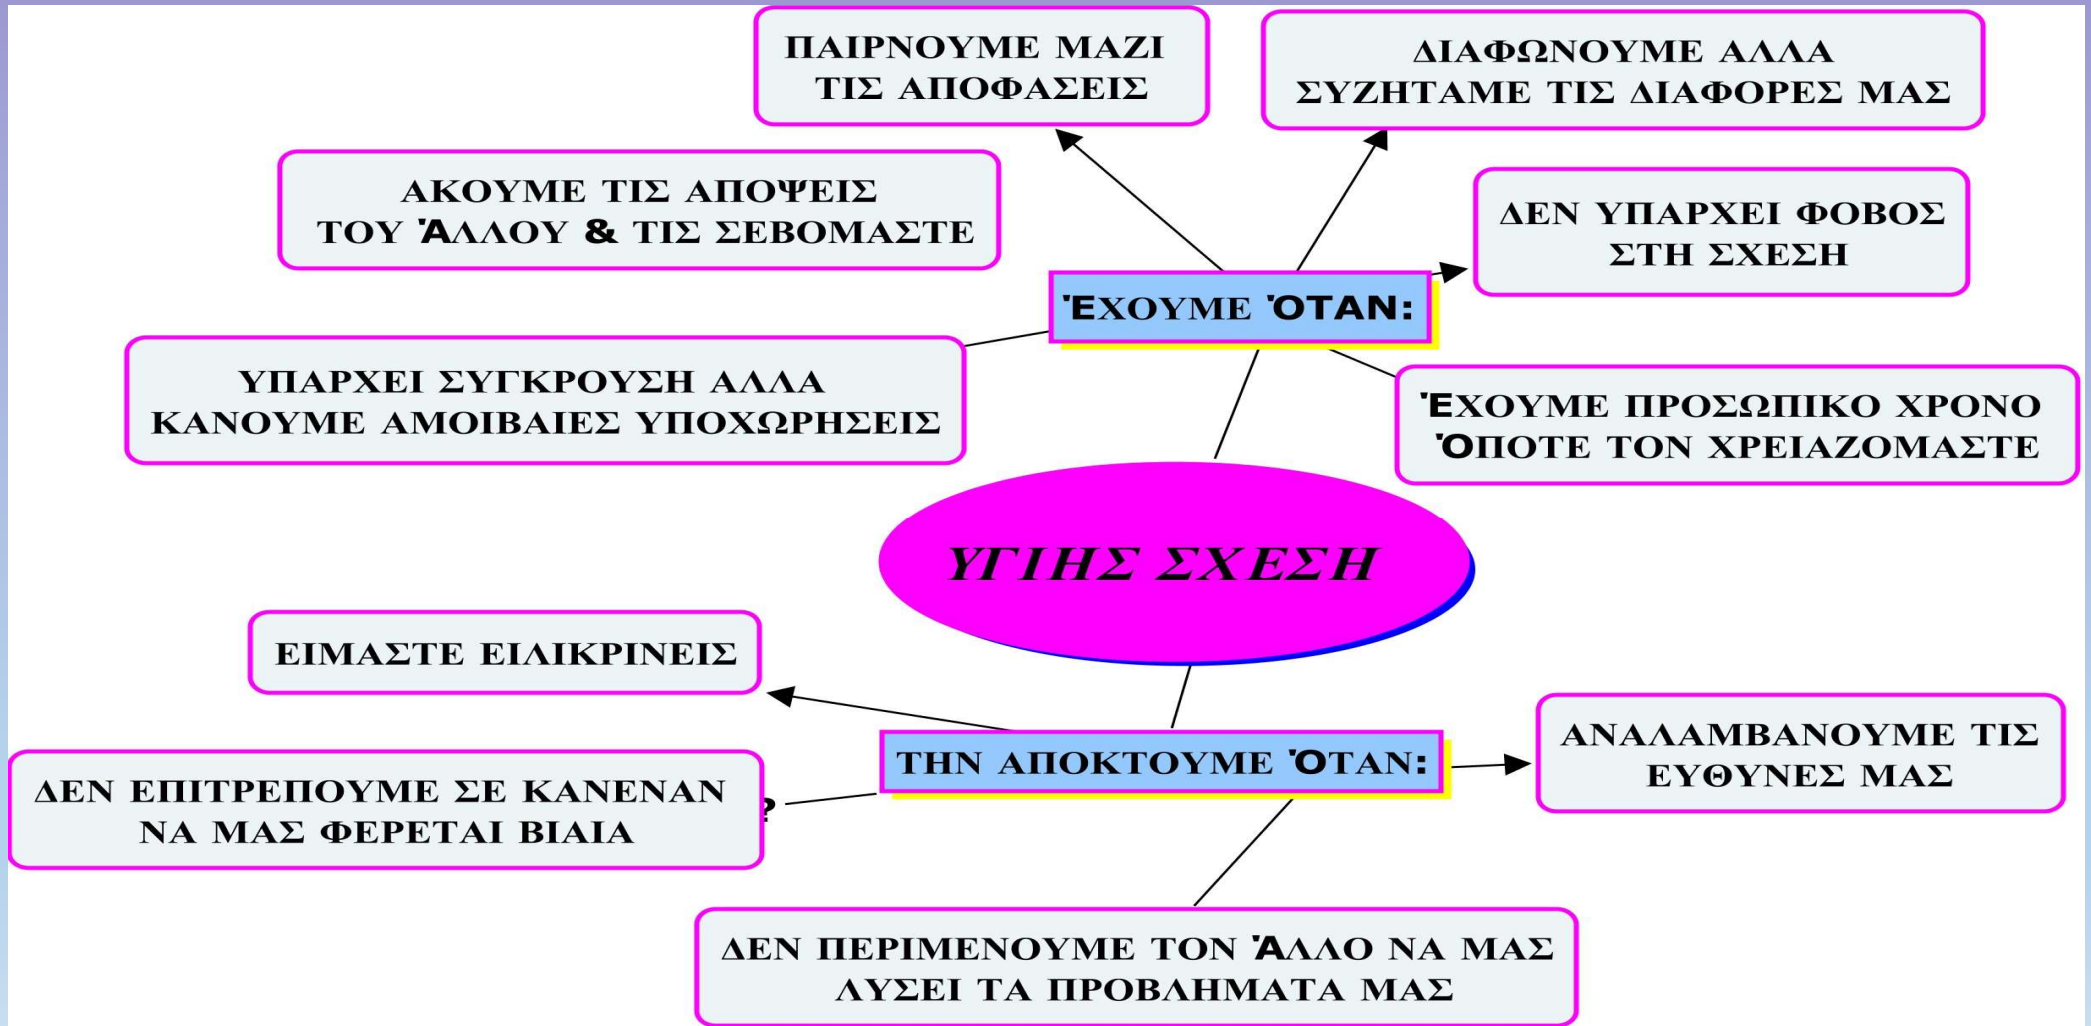 ΠΑΙΡΝΟΥΜΕ ΜΑΖΙ
ΤΙΣ ΑΠΟΦΑΣΕΙΣ
ΔΙΑΦΩΝΟΥΜΕ ΑΛΛΑ
ΣΥΖΗΤΑΜΕ ΤΙΣ ΔΙΑΦΟΡΕΣ ΜΑΣ
ΑΚΟΥΜΕ ΤΙΣ ΑΠΟΨΕΙΣ
ΤΟΥ ΆΛΛΟΥ & ΤΙΣ ΣΕΒΟΜΑΣΤΕ
ΔΕΝ ΥΠΑΡΧΕΙ ΦΟΒΟΣ
ΣΤΗ ΣΧΕΣΗ
ΈΧΟΥΜΕ ΌΤΑΝ:
ΥΠΑΡΧΕΙ ΣΥΓΚΡΟΥΣΗ ΑΛΛΑ
ΚΑΝΟΥΜΕ ΑΜΟΙΒΑΙΕΣ ΥΠΟΧΩΡΗΣΕΙΣ
ΈΧΟΥΜΕ ΠΡΟΣΩΠΙΚΟ ΧΡΟΝΟ
ΌΠΟΤΕ ΤΟΝ ΧΡΕΙΑΖΟΜΑΣΤΕ
ΥΓΙΗΣ ΣΧΕΣΗ
ΕΙΜΑΣΤΕ ΕΙΛΙΚΡΙΝΕΙΣ
ΤΗΝ ΑΠΟΚΤΟΥΜΕ ΌΤΑΝ:
ΑΝΑΛΑΜΒΑΝΟΥΜΕ ΤΙΣ
ΕΥΘΥΝΕΣ ΜΑΣ
ΔΕΝ ΕΠΙΤΡΕΠΟΥΜΕ ΣΕ ΚΑΝΕΝΑΝ
ΝΑ ΜΑΣ ΦΕΡΕΤΑΙ ΒΙΑΙΑ
?
ΔΕΝ ΠΕΡΙΜΕΝΟΥΜΕ ΤΟΝ ΆΛΛΟ ΝΑ ΜΑΣ
ΛΥΣΕΙ ΤΑ ΠΡΟΒΛΗΜΑΤΑ ΜΑΣ